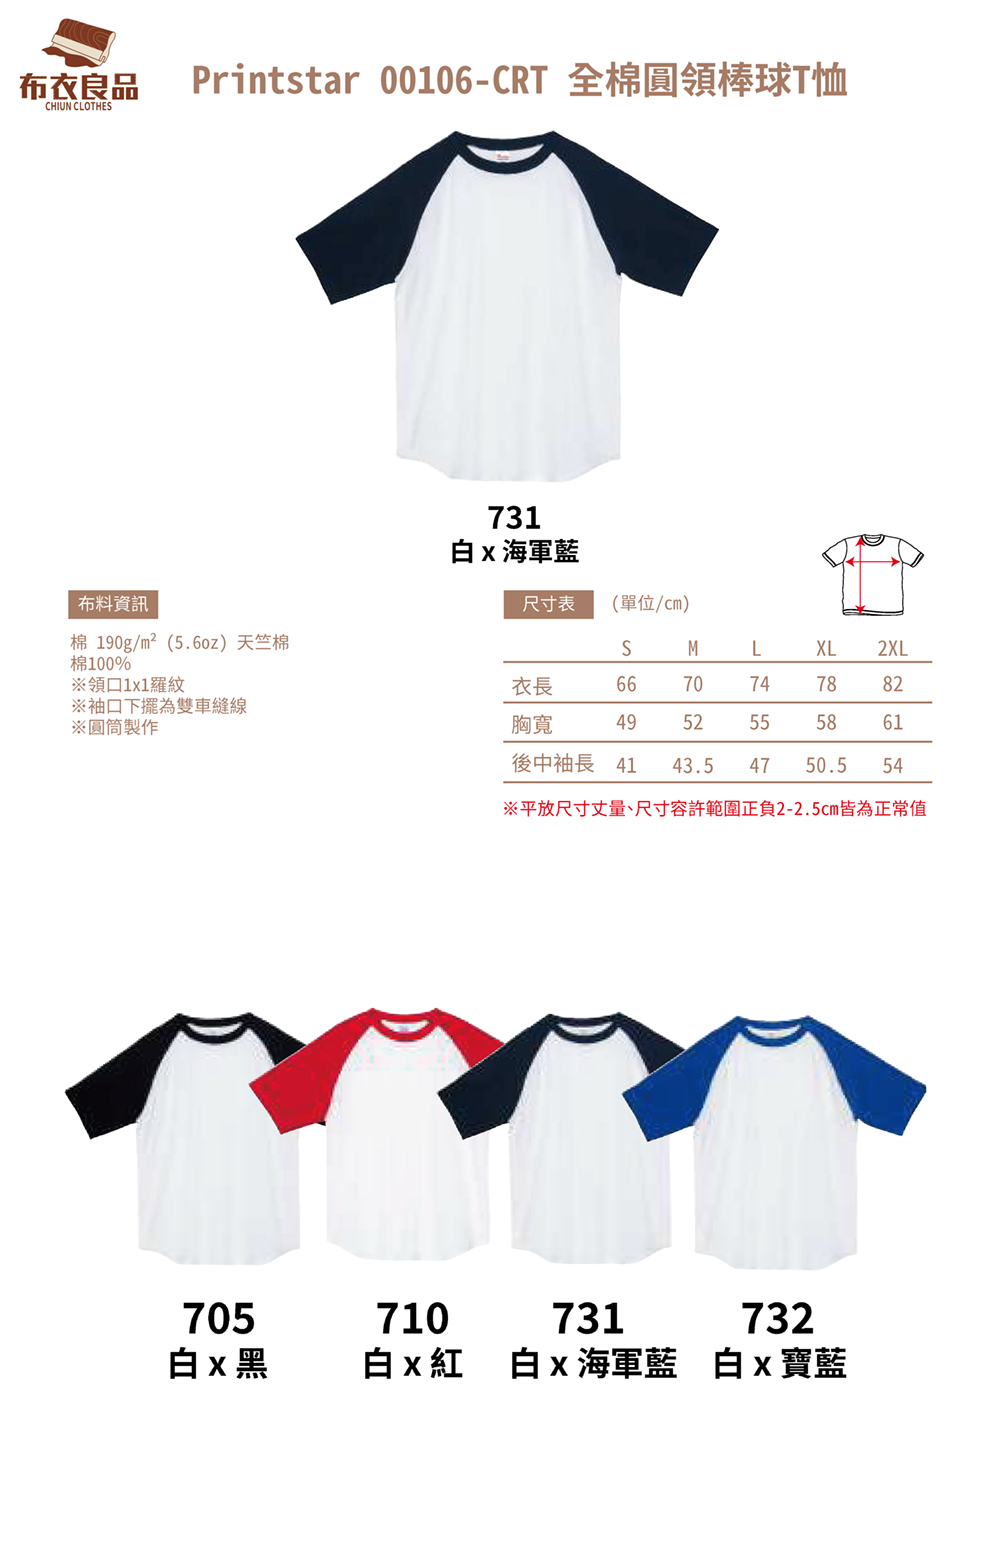 布衣良品
CHIUN CLOTHES
Printstar 00106-CRT 全棉圓領棒球T恤
731
白 x 海軍藍
布料資訊
棉 190g/m² (5.6oz) 天竺棉
棉100%
※領口1x1羅紋
※袖口下擺為雙車縫線
※圓筒製作
尺寸表 (單位/cm)
S M L XL 2XL
衣長 66 70 74 78 82
胸寬 49 52 55 58 61
後中袖長 41 43.5 47 50.5 54
※平放尺寸丈量、尺寸容許範圍正負2-2.5cm皆為正常值
705 710 731 732
白 x 黑 白 x 紅 白 x 海軍藍 白 x 寶藍